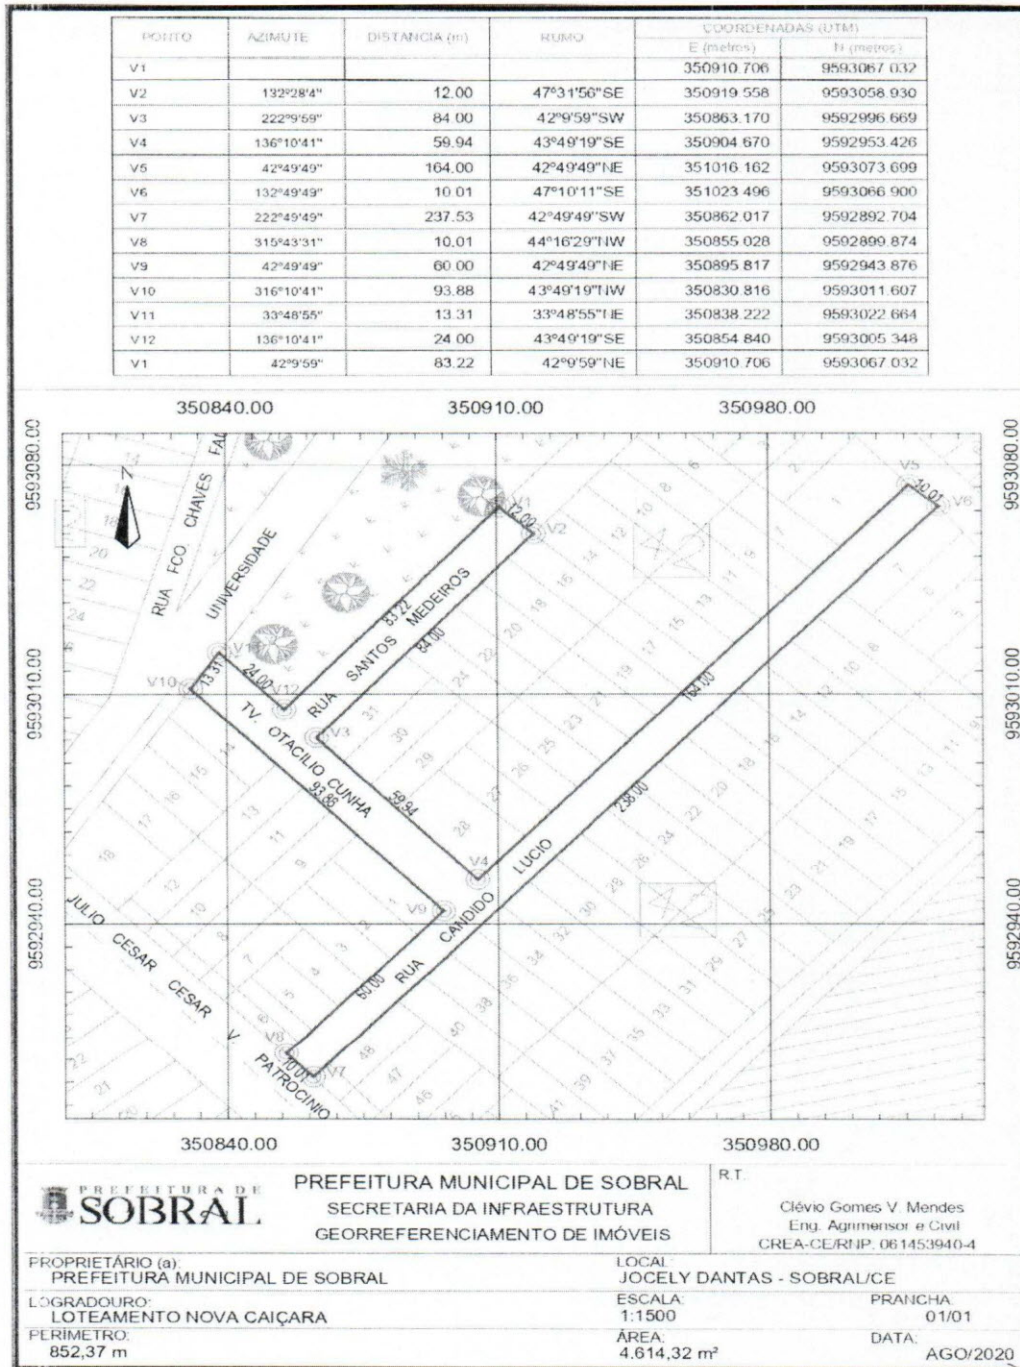 PONTO AZIMUTE DISTANCIA (m) RUMO COORDENADAS (UTM)
E (metros) N (metros)
V1 350910.706 9593067.032
V2 132°28'4" 12.00 47°31'56"SE 350919.558 9593058.930
V3 222°9'59" 84.00 42°9'59"SW 350863.170 9592996.669
V4 136°10'41" 59.94 43°49'19"SE 350904.670 9592953.426
V5 42°49'49" 164.00 42°49'49"NE 351016.162 9593073.699
V6 132°49'49" 10.01 47°10'11"SE 351023.496 9593066.900
V7 222°49'49" 237.53 42°49'49"SW 350862.017 9592892.704
V8 315°43'31" 10.01 44°16'29"NW 350855.028 9592899.874
V9 42°49'49" 60.00 42°49'49"NE 350895.817 9592943.876
V10 316°10'41" 93.88 43°49'19"NW 350830.816 9593011.607
V11 33°48'55" 13.31 33°48'55"NE 350838.222 9593022.664
V12 136°10'41" 24.00 43°49'19"SE 350854.840 9593005.348
V1 42°9'59" 83.22 42°9'59"NE 350910.706 9593067.032
350840.00 350910.00 350980.00
9593080.00 9593080.00
9593010.00 9593010.00
9592940.00 9592940.00
RUA FCO. CHAVES FAL
UNIVERSIDADE
V1 12.00 V2
V5 10.01 V6
83.22
RUA SANTOS MEDEIROS
84.00
V10 13.31 24.00 V12
V3
TV. OTACILIO CUNHA
93.86
59.94
164.00
238.00
V4
V9
RUA CANDIDO LUCIO
60.00
JULIO CESAR CESAR V. PATROCINIO
V8 10.01 V7
350840.00 350910.00 350980.00
PREFEITURA DE
SOBRAL
PREFEITURA MUNICIPAL DE SOBRAL
SECRETARIA DA INFRAESTRUTURA
GEORREFERENCIAMENTO DE IMÓVEIS
R.T.
Clévio Gomes V. Mendes
Eng. Agrimensor e Civil
CREA-CE/RNP. 061453940-4
PROPRIETÁRIO (a): LOCAL:
PREFEITURA MUNICIPAL DE SOBRAL JOCELY DANTAS - SOBRAL/CE
LOGRADOURO: ESCALA: PRANCHA:
LOTEAMENTO NOVA CAIÇARA 1:1500 01/01
PERÍMETRO: ÁREA: DATA:
852,37 m 4.614,32 m² AGO/2020